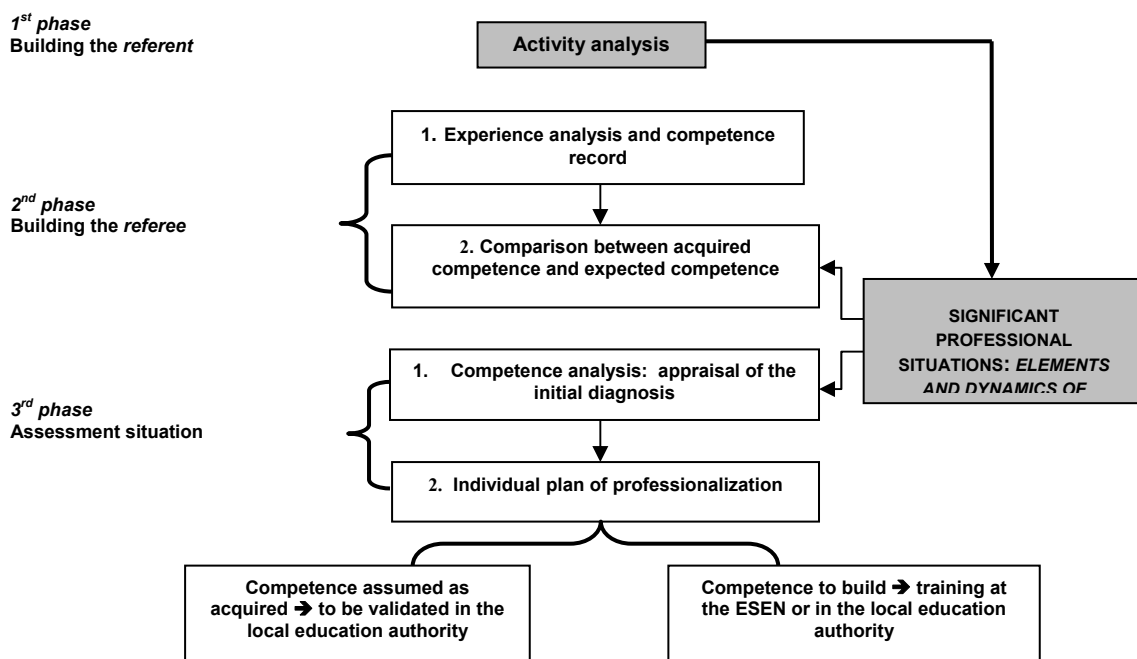 1st phase
Building the referent
Activity analysis
2nd phase
Building the referee
1. Experience analysis and competence
record
2. Comparison between acquired
competence and expected competence
SIGNIFICANT
PROFESSIONAL
SITUATIONS: ELEMENTS
AND DYNAMICS OF
3rd phase
Assessment situation
1. Competence analysis: appraisal of the
initial diagnosis
2. Individual plan of professionalization
Competence assumed as
acquired ➔ to be validated in the
local education authority
Competence to build ➔ training at
the ESEN or in the local education
authority